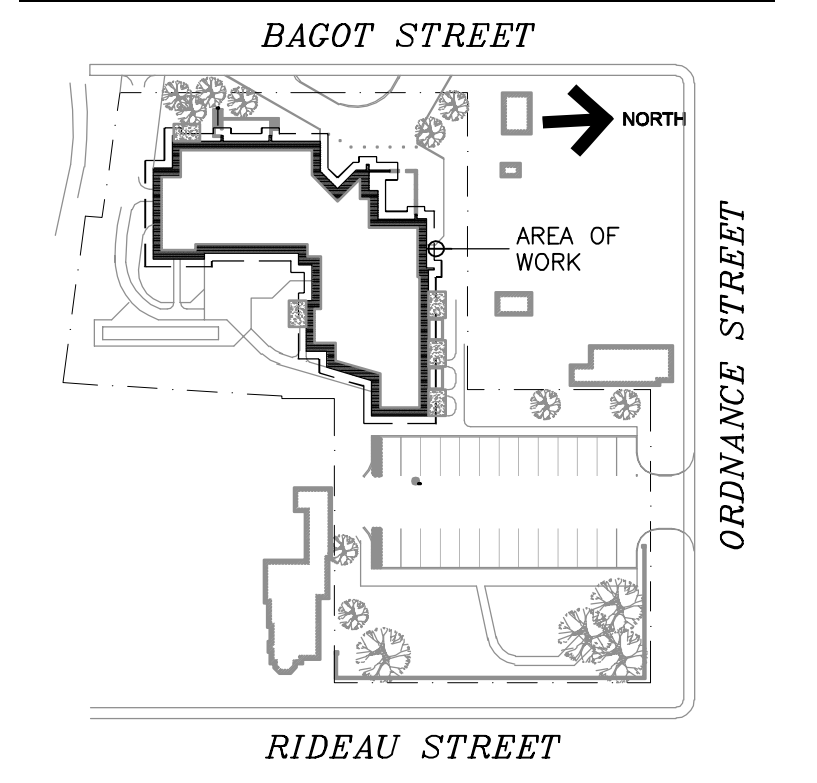 BAGOT STREET
NORTH
AREA OF
WORK
ORDNANCE STREET
RIDEAU STREET